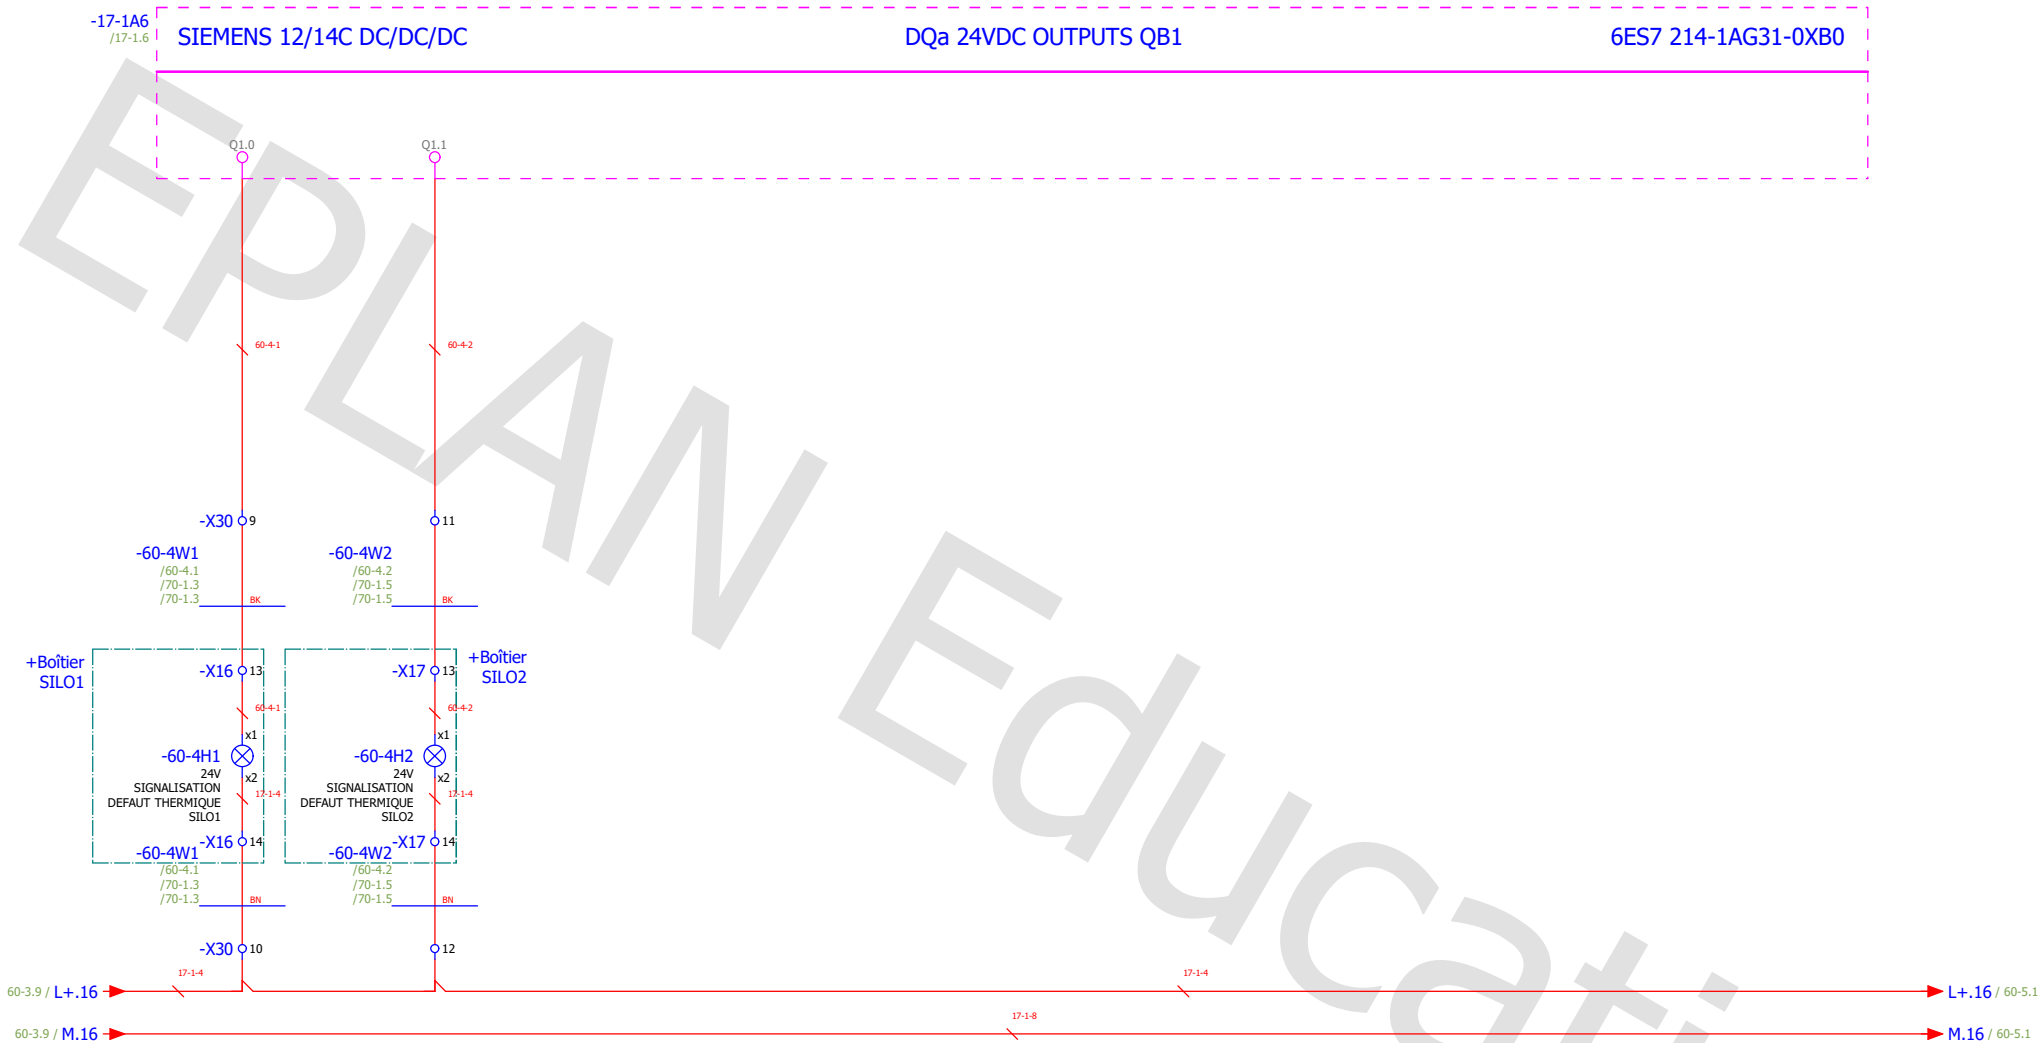 -17-1A6
/17-1.6
SIEMENS 12/14C DC/DC/DC
DQa 24VDC OUTPUTS QB1
6ES7 214-1AG31-0XB0
Q1.0
Q1.1
60-4-1
60-4-2
-X30
9
11
-60-4W1
/60-4.1
/70-1.3
/70-1.3
BK
-60-4W2
/60-4.2
/70-1.5
/70-1.5
BK
+Boîtier
SILO1
-X16
13
60-4-1
x1
-60-4H1
24V
x2
SIGNALISATION
DEFAUT THERMIQUE
SILO1
17-1-4
-X16
14
+Boîtier
SILO2
-X17
13
60-4-2
x1
-60-4H2
24V
x2
SIGNALISATION
DEFAUT THERMIQUE
SILO2
17-1-4
-X17
14
-60-4W1
/60-4.1
/70-1.3
/70-1.3
BN
-60-4W2
/60-4.2
/70-1.5
/70-1.5
BN
-X30
10
12
17-1-4
17-1-4
60-3.9 / L+.16
L+.16 / 60-5.1
17-1-8
60-3.9 / M.16
M.16 / 60-5.1
EPLAN Educati